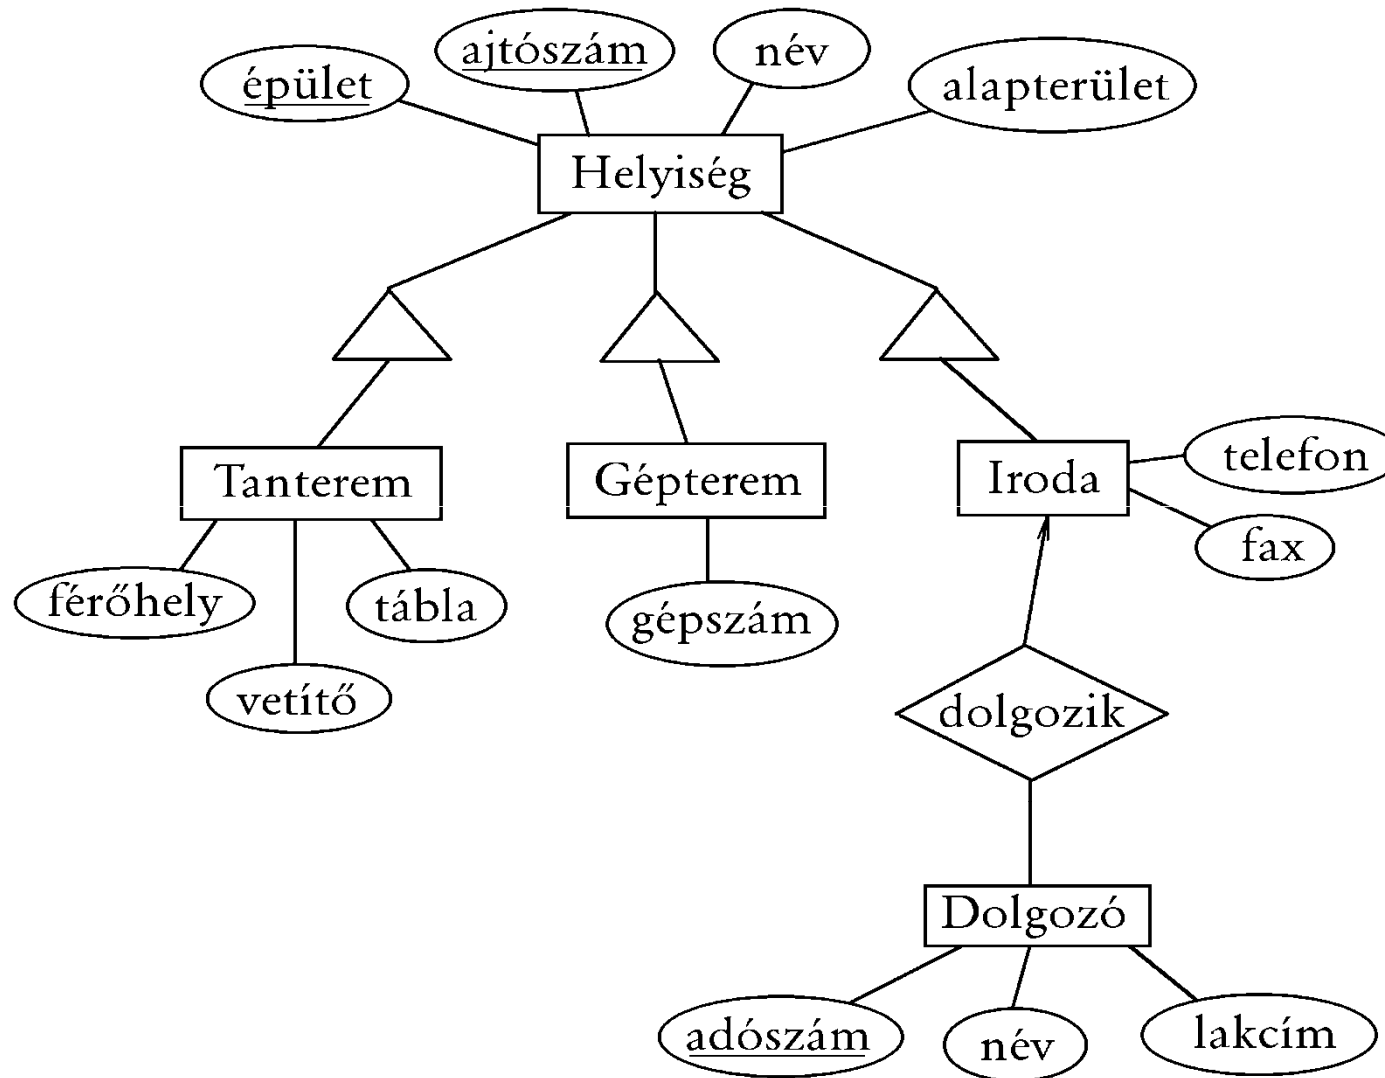 épület
ajtószám
név
alapterület
Helyiség
Tanterem
Gépterem
Iroda
telefon
fax
férőhely
vetítő
tábla
gépszám
dolgozik
Dolgozó
adószám
név
lakcím